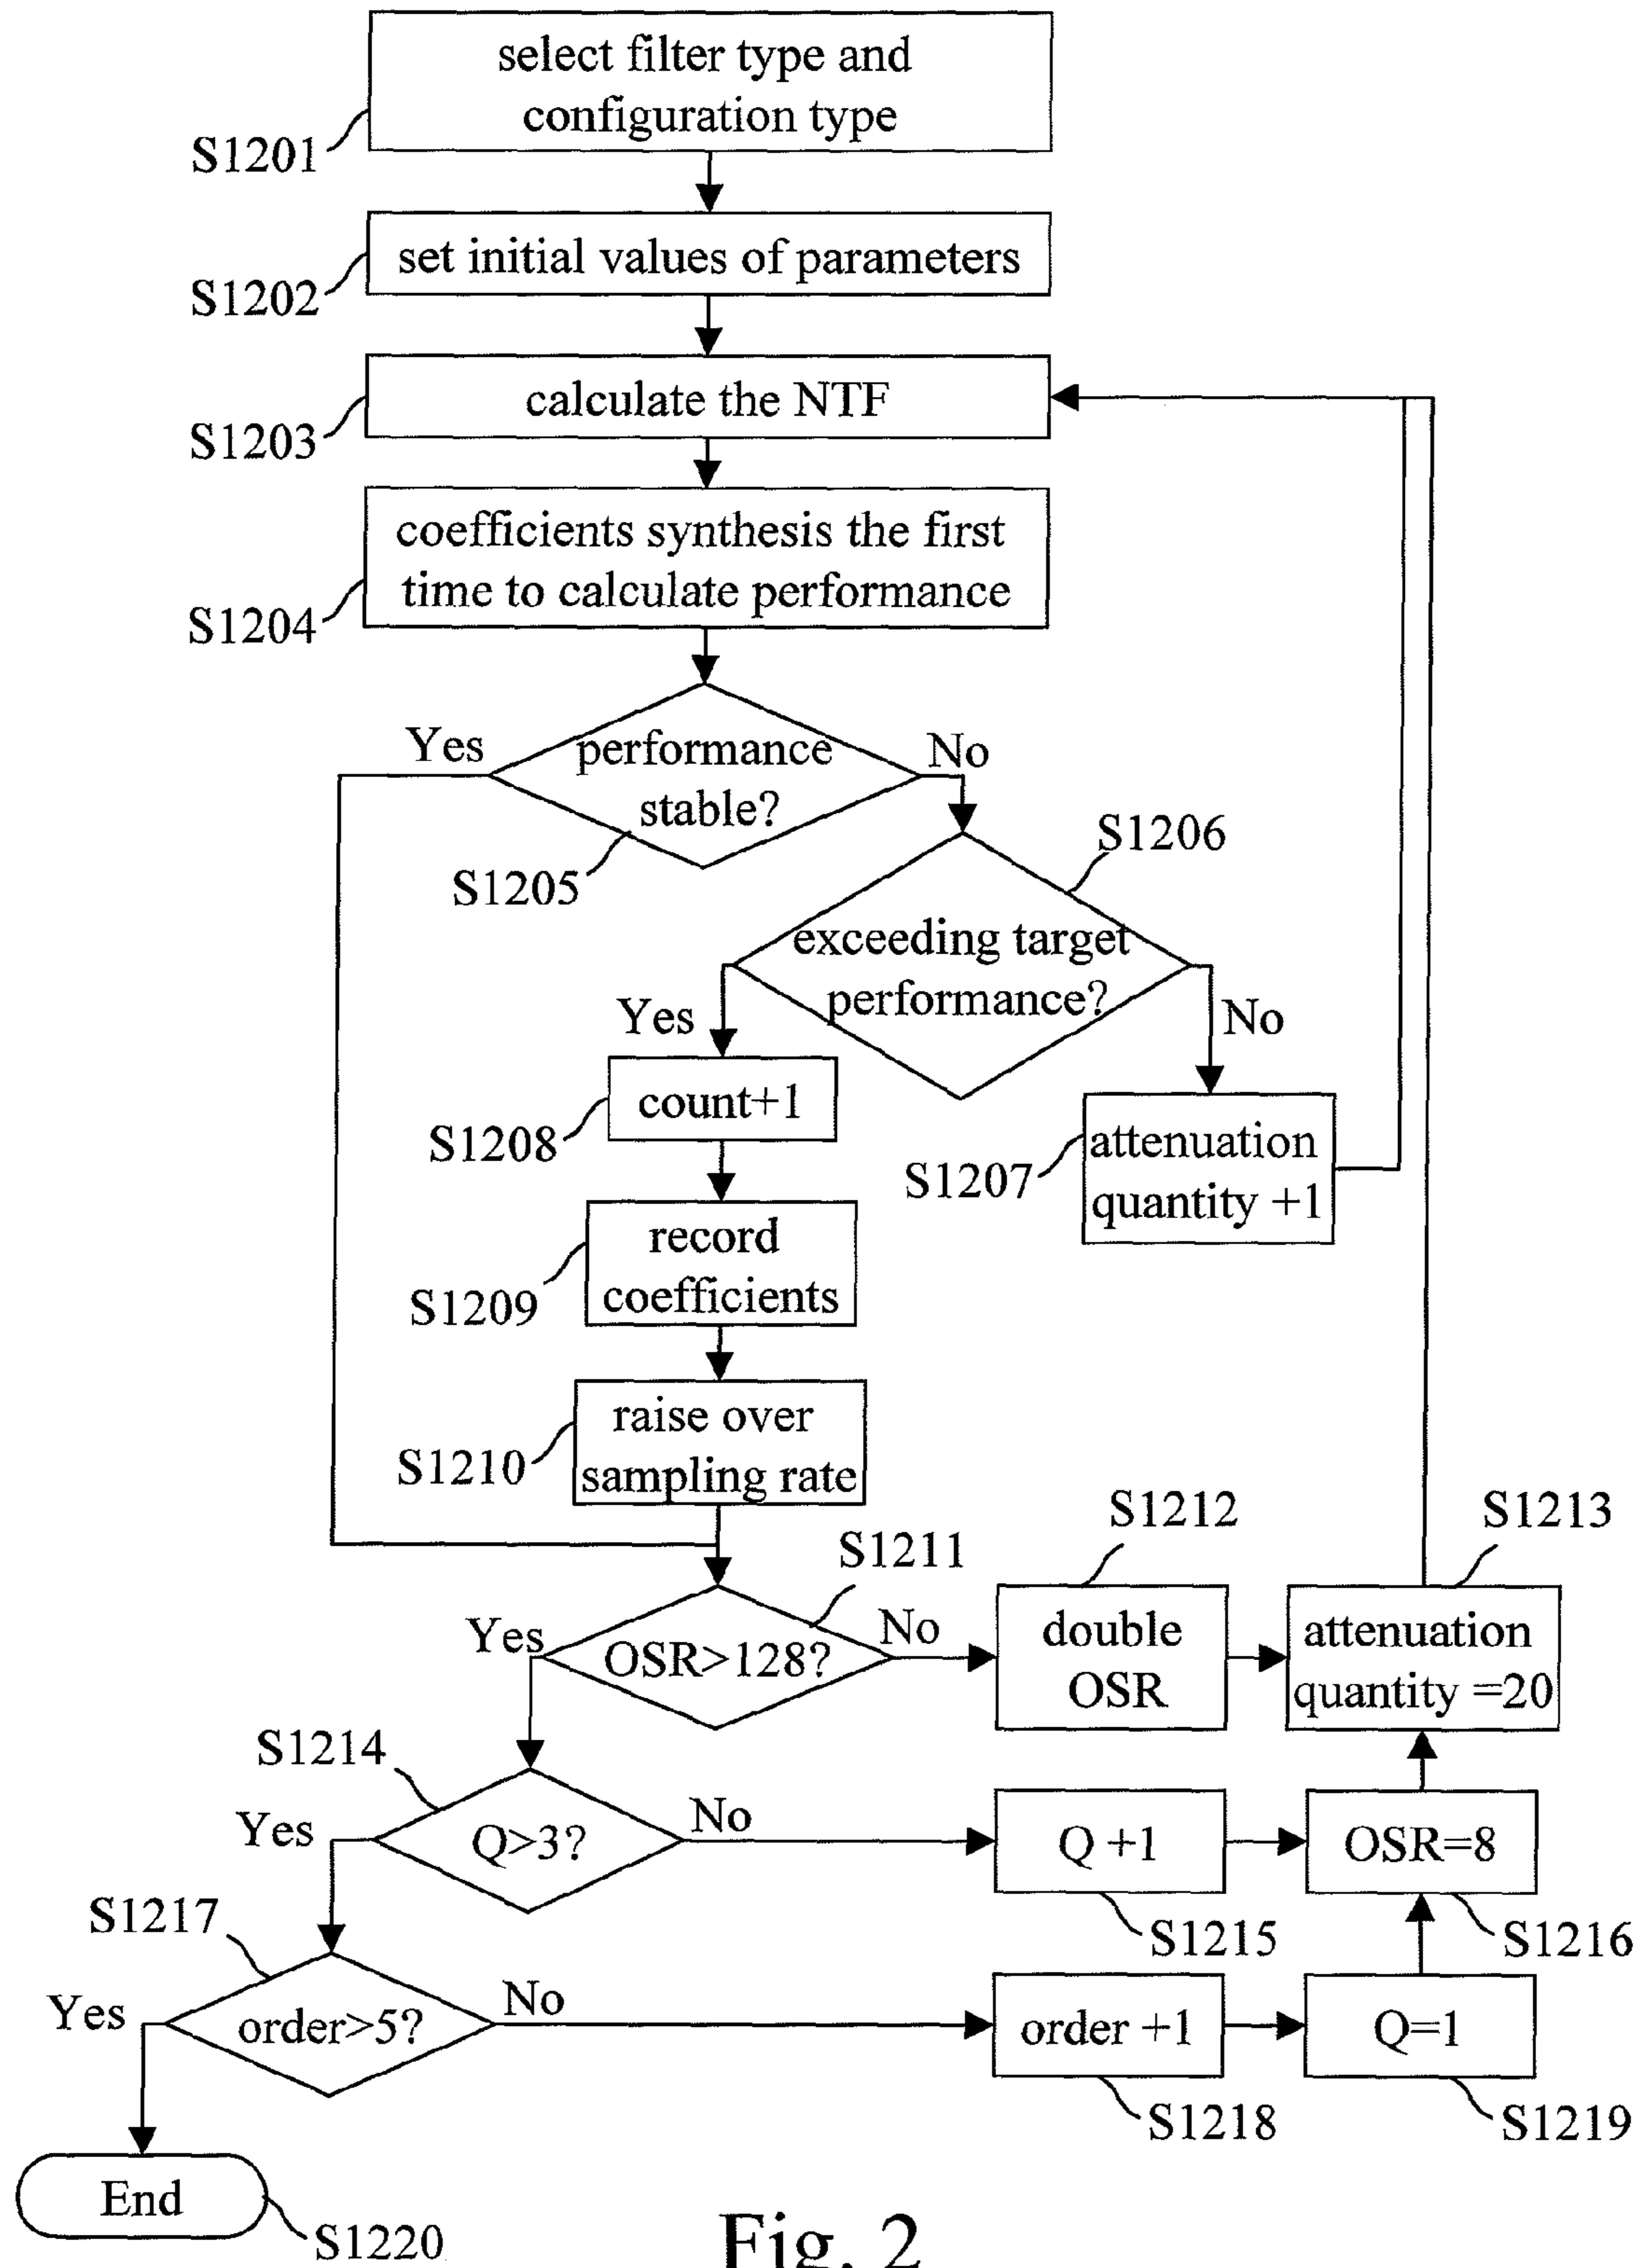 select filter type and
configuration type
S1201
set initial values of parameters
S1202
calculate the NTF
S1203
coefficients synthesis the first
time to calculate performance
S1204
Yes
performance
stable?
No
S1205
S1206
exceeding target
performance?
Yes
No
count+1
S1208
attenuation
quantity +1
S1207
record
coefficients
S1209
raise over
sampling rate
S1210
S1211
S1212
S1213
Yes
OSR>128?
No
double
OSR
attenuation
quantity =20
S1214
Yes
Q>3?
No
Q +1
OSR=8
S1215
S1216
S1217
Yes
order>5?
No
order +1
Q=1
S1218
S1219
End
S1220
Fig. 2